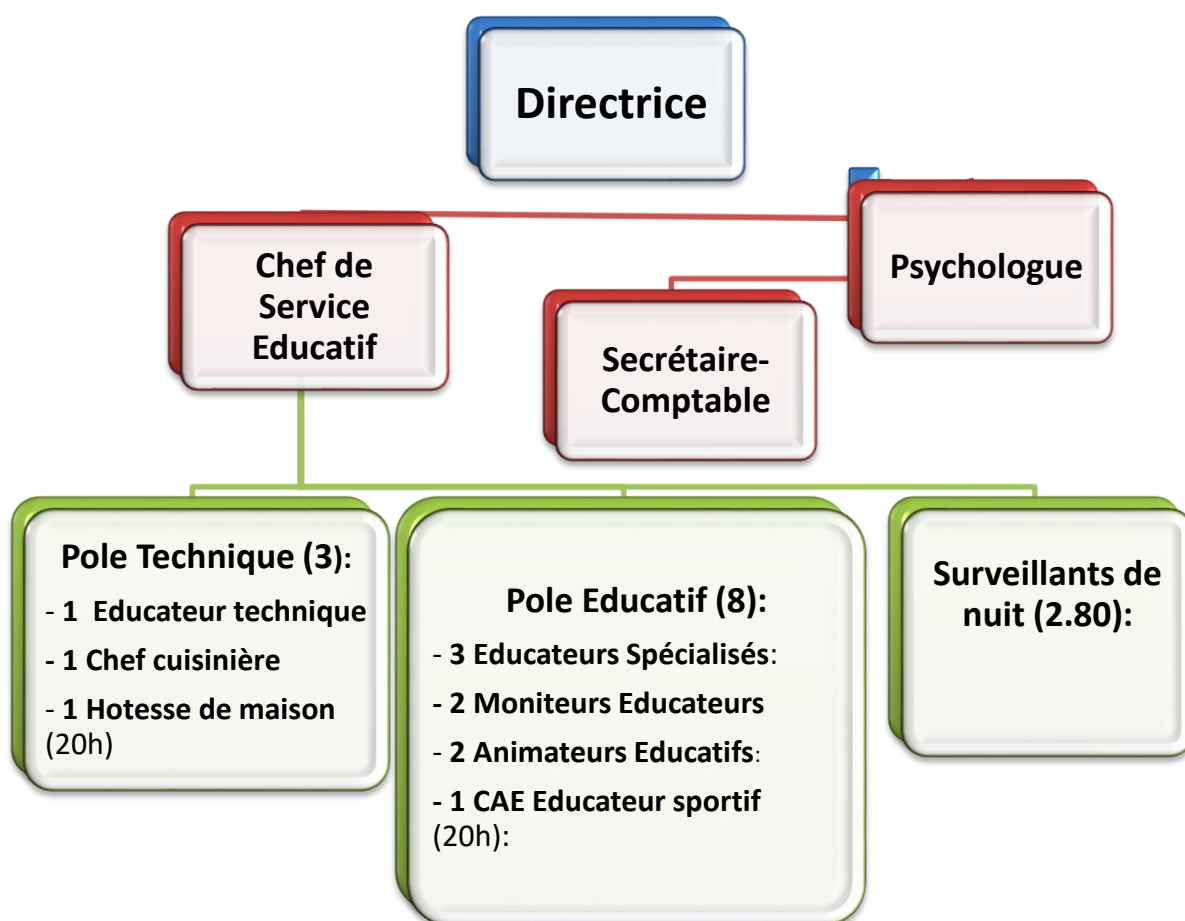 Directrice
Chef de
Service
Educatif
Psychologue
Secrétaire-
Comptable
Pole Technique (3):
- 1 Educateur technique
- 1 Chef cuisinière
- 1 Hotesse de maison
(20h)
Pole Educatif (8):
- 3 Educateurs Spécialisés:
- 2 Moniteurs Educateurs
- 2 Animateurs Educatifs:
- 1 CAE Educateur sportif
(20h):
Surveillants de
nuit (2.80):